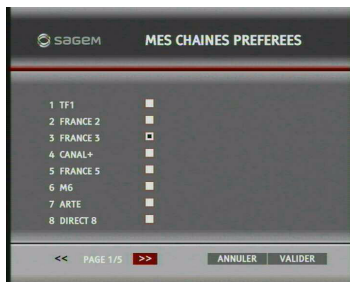 SAGEM MES CHAINES PREFEREES
1 TF1
2 FRANCE 2
3 FRANCE 3
4 CANAL+
5 FRANCE 5
6 M6
7 ARTE
8 DIRECT 8
<< PAGE 1/5 >> ANNULER VALIDER